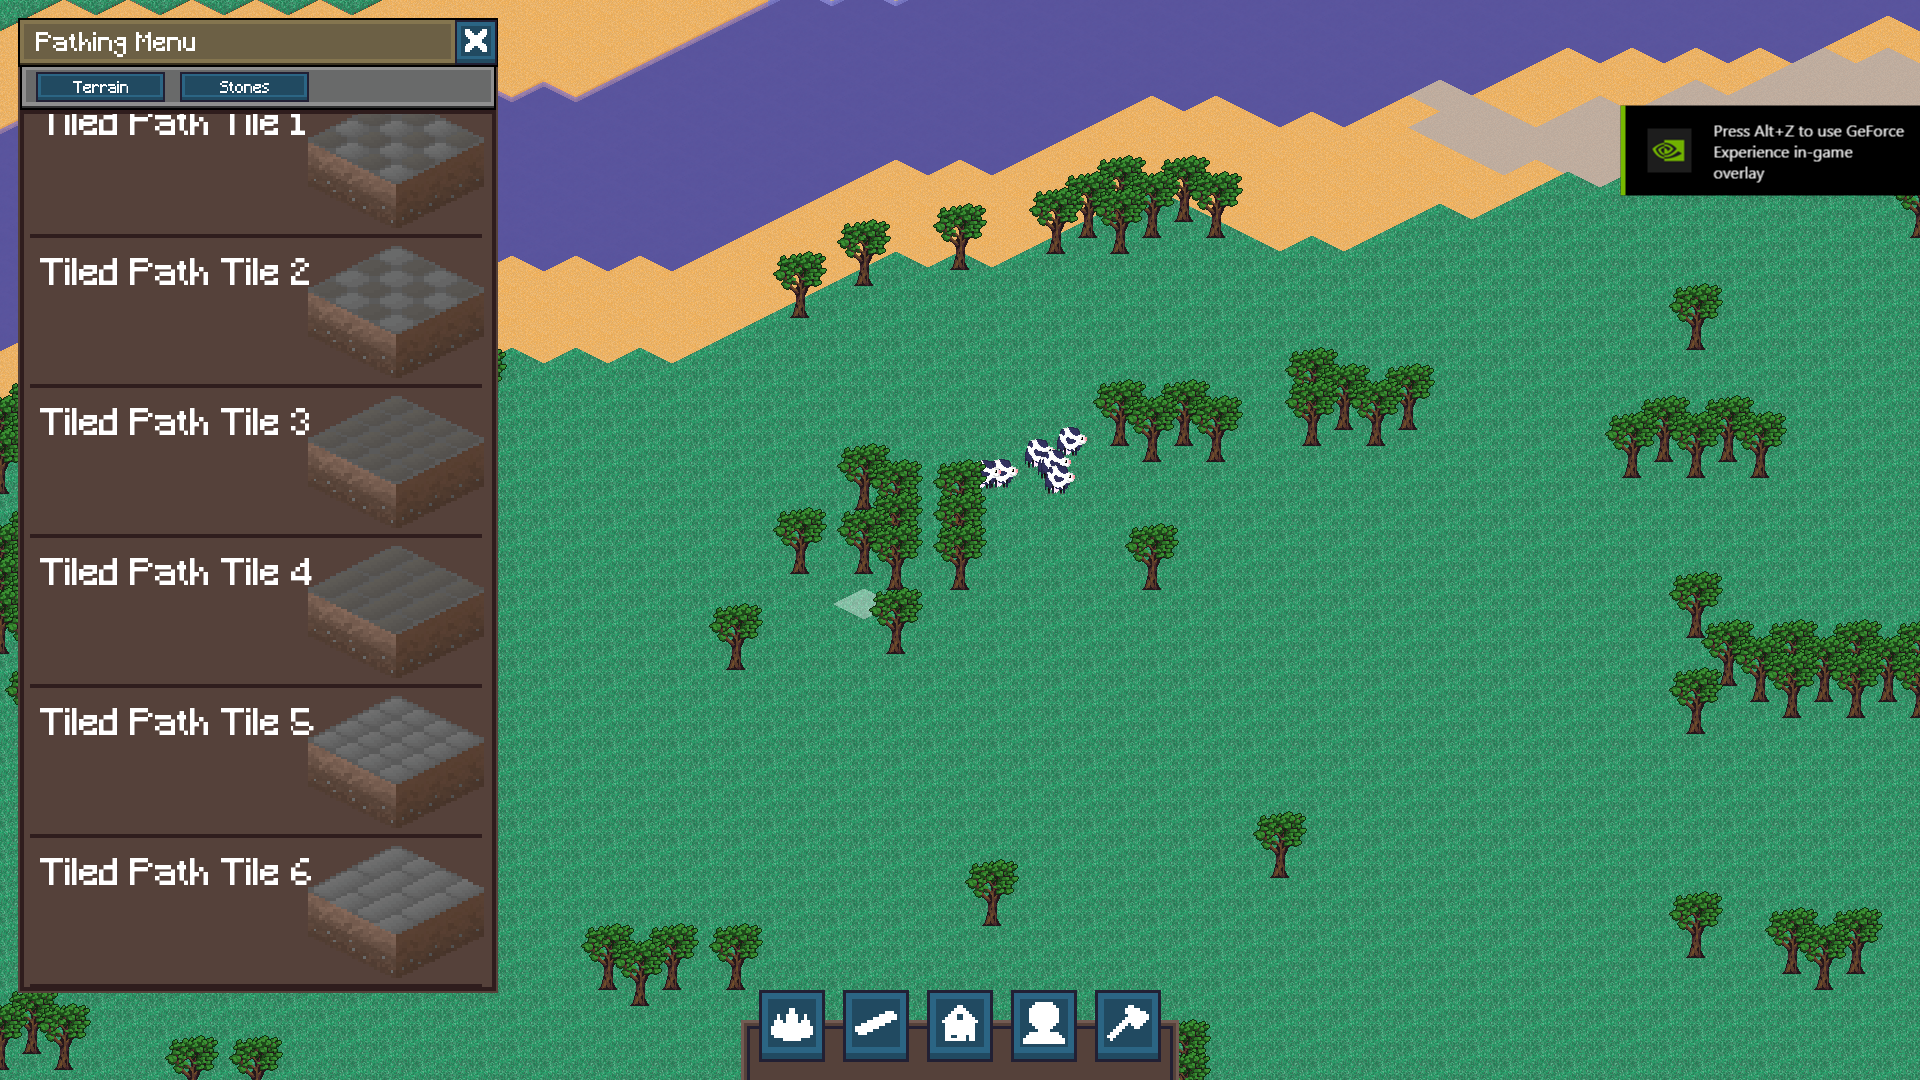 Pathing Menu
Terrain
Stones
Tiled Path Tile 1
Tiled Path Tile 2
Tiled Path Tile 3
Tiled Path Tile 4
Tiled Path Tile 5
Tiled Path Tile 6
Press Alt+Z to use GeForce
Experience in-game
overlay